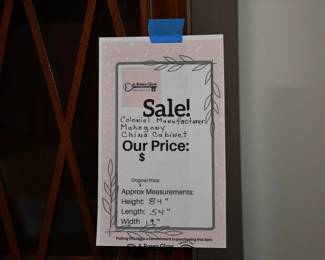 Sale!
Colonial Manufacturer
Mahogany
China Cabinet
Our Price:
$
Original Price:
Approx Measurements:
Height: 84"
Length: 54"
Width 19"